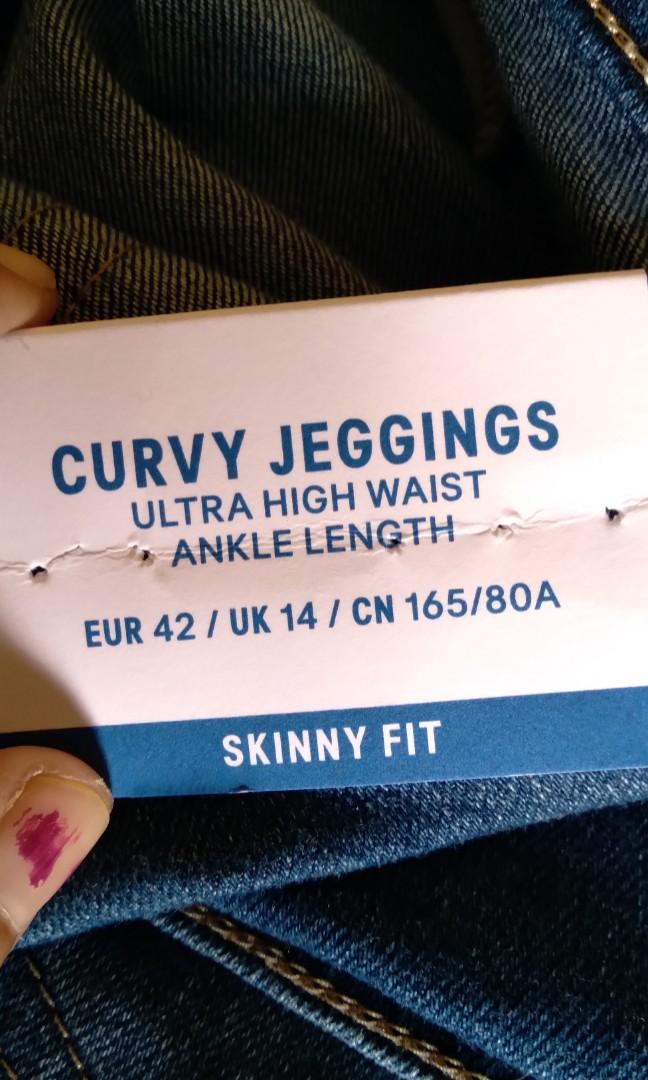 CURVY JEGGINGS
ULTRA HIGH WAIST
ANKLE LENGTH
EUR 42 / UK 14 / CN 165/80A
SKINNY FIT